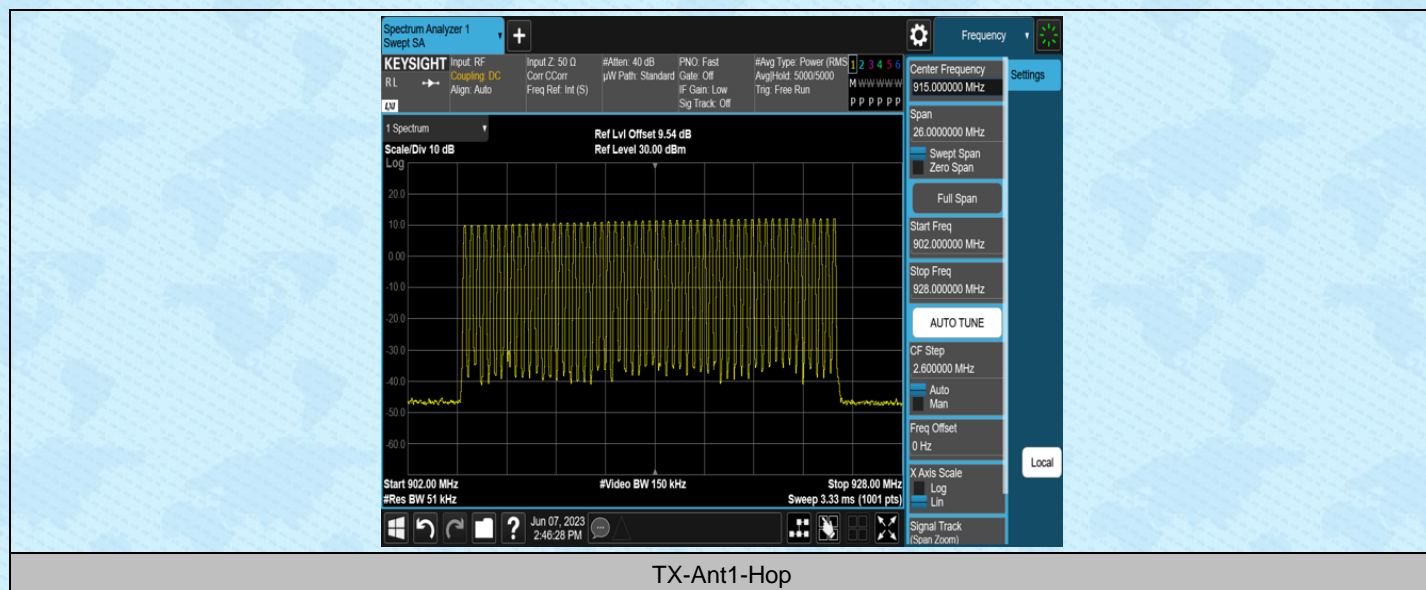 Spectrum Analyzer 1
Swept SA
+
Frequency
KEYSIGHT
R L
LXI
Input: RF
Coupling: DC
Align: Auto
Input Z: 50 Ω
Corr CCorr
Freq Ref: Int (S)
#Atten: 40 dB
µW Path: Standard
PNO: Fast
Gate: Off
IF Gain: Low
Sig Track: Off
#Avg Type: Power (RMS
Avg|Hold: 5000/5000
Trig: Free Run
1 2 3 4 5 6
M W W W W W
P P P P P P
1 Spectrum
Scale/Div 10 dB
Ref Lvl Offset 9.54 dB
Ref Level 30.00 dBm
Log
20.0
10.0
0.00
-10.0
-20.0
-30.0
-40.0
-50.0
-60.0
Start 902.00 MHz
#Res BW 51 kHz
#Video BW 150 kHz
Stop 928.00 MHz
Sweep 3.33 ms (1001 pts)
?
Jun 07, 2023
2:46:28 PM
Center Frequency
915.000000 MHz
Settings
Span
26.0000000 MHz
Swept Span
Zero Span
Full Span
Start Freq
902.000000 MHz
Stop Freq
928.000000 MHz
AUTO TUNE
CF Step
2.600000 MHz
Auto
Man
Freq Offset
0 Hz
X Axis Scale
Log
Lin
Local
Signal Track
(Span Zoom)
TX-Ant1-Hop